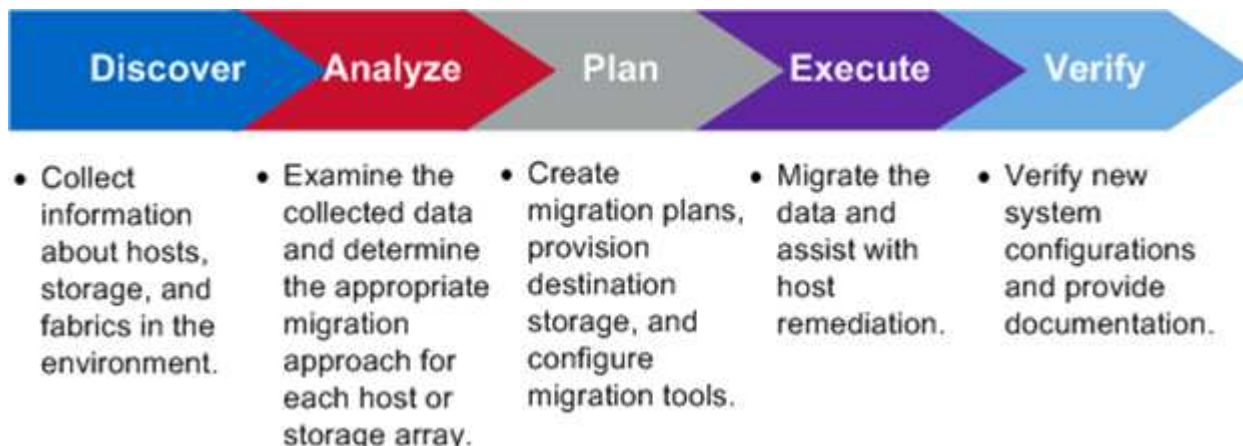 Discover
Analyze
Plan
Execute
Verify
• Collect
information
about hosts,
storage, and
fabrics in the
environment.
• Examine the
collected data
and determine
the appropriate
migration
approach for
each host or
storage array.
• Create
migration plans,
provision
destination
storage, and
configure
migration tools.
• Migrate the
data and
assist with
host
remediation.
• Verify new
system
configurations
and provide
documentation.